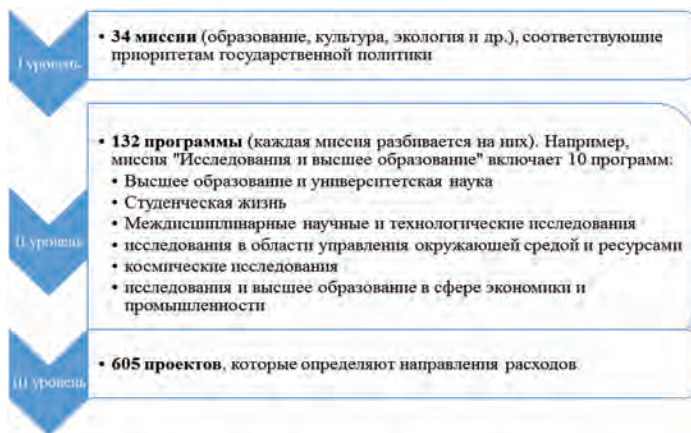 I уровень
• 34 миссии (образование, культура, экология и др.), соответствующие
приоритетам государственной политики
II уровень
• 132 программы (каждая миссия разбивается на них). Например,
миссия "Исследования и высшее образование" включает 10 программ:
• Высшее образование и университетская наука
• Студенческая жизнь
• Междисциплинарные научные и технологические исследования
• исследования в области управления окружающей средой и ресурсами
• космические исследования
• исследования и высшее образование в сфере экономики и
промышленности
III уровень
• 605 проектов, которые определяют направления расходов